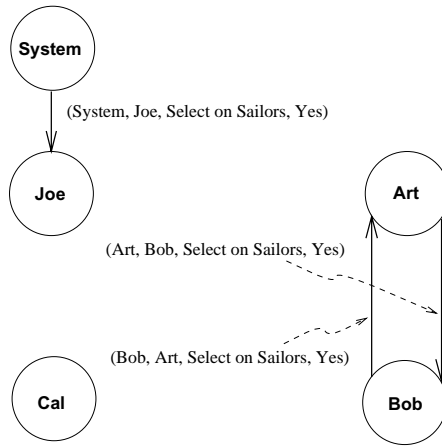 System
(System, Joe, Select on Sailors, Yes)
Joe
Art
(Art, Bob, Select on Sailors, Yes)
(Bob, Art, Select on Sailors, Yes)
Cal
Bob